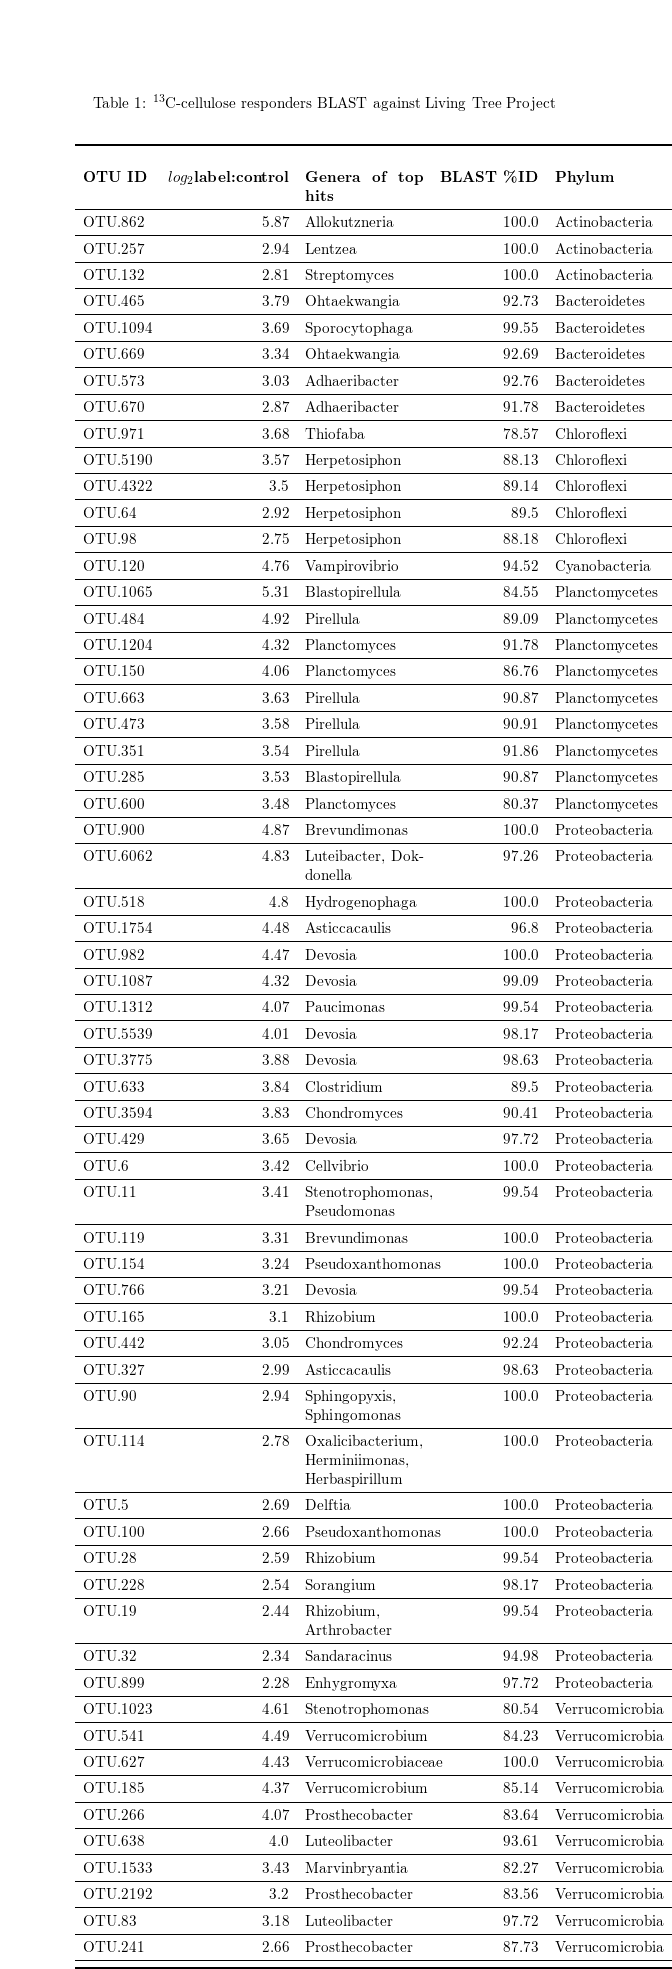 Table 1: ¹³C-cellulose responders BLAST against Living Tree Project
OTU ID log₂label:control Genera of top BLAST %ID Phylum
hits
OTU.862 5.87 Allokutzneria 100.0 Actinobacteria
OTU.257 2.94 Lentzea 100.0 Actinobacteria
OTU.132 2.81 Streptomyces 100.0 Actinobacteria
OTU.465 3.79 Ohtaekwangia 92.73 Bacteroidetes
OTU.1094 3.69 Sporocytophaga 99.55 Bacteroidetes
OTU.669 3.34 Ohtaekwangia 92.69 Bacteroidetes
OTU.573 3.03 Adhaeribacter 92.76 Bacteroidetes
OTU.670 2.87 Adhaeribacter 91.78 Bacteroidetes
OTU.971 3.68 Thiofaba 78.57 Chloroflexi
OTU.5190 3.57 Herpetosiphon 88.13 Chloroflexi
OTU.4322 3.5 Herpetosiphon 89.14 Chloroflexi
OTU.64 2.92 Herpetosiphon 89.5 Chloroflexi
OTU.98 2.75 Herpetosiphon 88.18 Chloroflexi
OTU.120 4.76 Vampirovibrio 94.52 Cyanobacteria
OTU.1065 5.31 Blastopirellula 84.55 Planctomycetes
OTU.484 4.92 Pirellula 89.09 Planctomycetes
OTU.1204 4.32 Planctomyces 91.78 Planctomycetes
OTU.150 4.06 Planctomyces 86.76 Planctomycetes
OTU.663 3.63 Pirellula 90.87 Planctomycetes
OTU.473 3.58 Pirellula 90.91 Planctomycetes
OTU.351 3.54 Pirellula 91.86 Planctomycetes
OTU.285 3.53 Blastopirellula 90.87 Planctomycetes
OTU.600 3.48 Planctomyces 80.37 Planctomycetes
OTU.900 4.87 Brevundimonas 100.0 Proteobacteria
OTU.6062 4.83 Luteibacter, Dok- 97.26 Proteobacteria
donella
OTU.518 4.8 Hydrogenophaga 100.0 Proteobacteria
OTU.1754 4.48 Asticcacaulis 96.8 Proteobacteria
OTU.982 4.47 Devosia 100.0 Proteobacteria
OTU.1087 4.32 Devosia 99.09 Proteobacteria
OTU.1312 4.07 Paucimonas 99.54 Proteobacteria
OTU.5539 4.01 Devosia 98.17 Proteobacteria
OTU.3775 3.88 Devosia 98.63 Proteobacteria
OTU.633 3.84 Clostridium 89.5 Proteobacteria
OTU.3594 3.83 Chondromyces 90.41 Proteobacteria
OTU.429 3.65 Devosia 97.72 Proteobacteria
OTU.6 3.42 Cellvibrio 100.0 Proteobacteria
OTU.11 3.41 Stenotrophomonas, 99.54 Proteobacteria
Pseudomonas
OTU.119 3.31 Brevundimonas 100.0 Proteobacteria
OTU.154 3.24 Pseudoxanthomonas 100.0 Proteobacteria
OTU.766 3.21 Devosia 99.54 Proteobacteria
OTU.165 3.1 Rhizobium 100.0 Proteobacteria
OTU.442 3.05 Chondromyces 92.24 Proteobacteria
OTU.327 2.99 Asticcacaulis 98.63 Proteobacteria
OTU.90 2.94 Sphingopyxis, 100.0 Proteobacteria
Sphingomonas
OTU.114 2.78 Oxalicibacterium, 100.0 Proteobacteria
Herminiimonas,
Herbaspirillum
OTU.5 2.69 Delftia 100.0 Proteobacteria
OTU.100 2.66 Pseudoxanthomonas 100.0 Proteobacteria
OTU.28 2.59 Rhizobium 99.54 Proteobacteria
OTU.228 2.54 Sorangium 98.17 Proteobacteria
OTU.19 2.44 Rhizobium, 99.54 Proteobacteria
Arthrobacter
OTU.32 2.34 Sandaracinus 94.98 Proteobacteria
OTU.899 2.28 Enhygromyxa 97.72 Proteobacteria
OTU.1023 4.61 Stenotrophomonas 80.54 Verrucomicrobia
OTU.541 4.49 Verrucomicrobium 84.23 Verrucomicrobia
OTU.627 4.43 Verrucomicrobiaceae 100.0 Verrucomicrobia
OTU.185 4.37 Verrucomicrobium 85.14 Verrucomicrobia
OTU.266 4.07 Prosthecobacter 83.64 Verrucomicrobia
OTU.638 4.0 Luteolibacter 93.61 Verrucomicrobia
OTU.1533 3.43 Marvinbryantia 82.27 Verrucomicrobia
OTU.2192 3.2 Prosthecobacter 83.56 Verrucomicrobia
OTU.83 3.18 Luteolibacter 97.72 Verrucomicrobia
OTU.241 2.66 Prosthecobacter 87.73 Verrucomicrobia